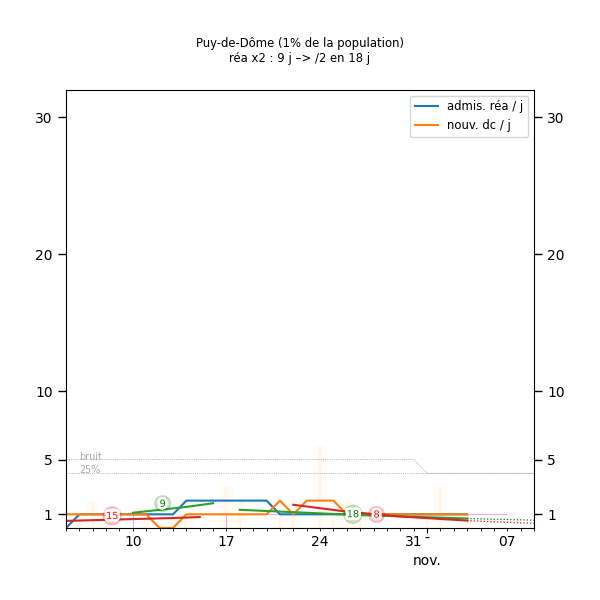 Puy-de-Dôme (1% de la population)
réa x2 : 9 j –> /2 en 18 j
admis. réa / j
nouv. dc / j
30 30
20 20
10 10
5 5
1 1
bruit
25%
9
15
18
8
10 17 24 31 07
nov.